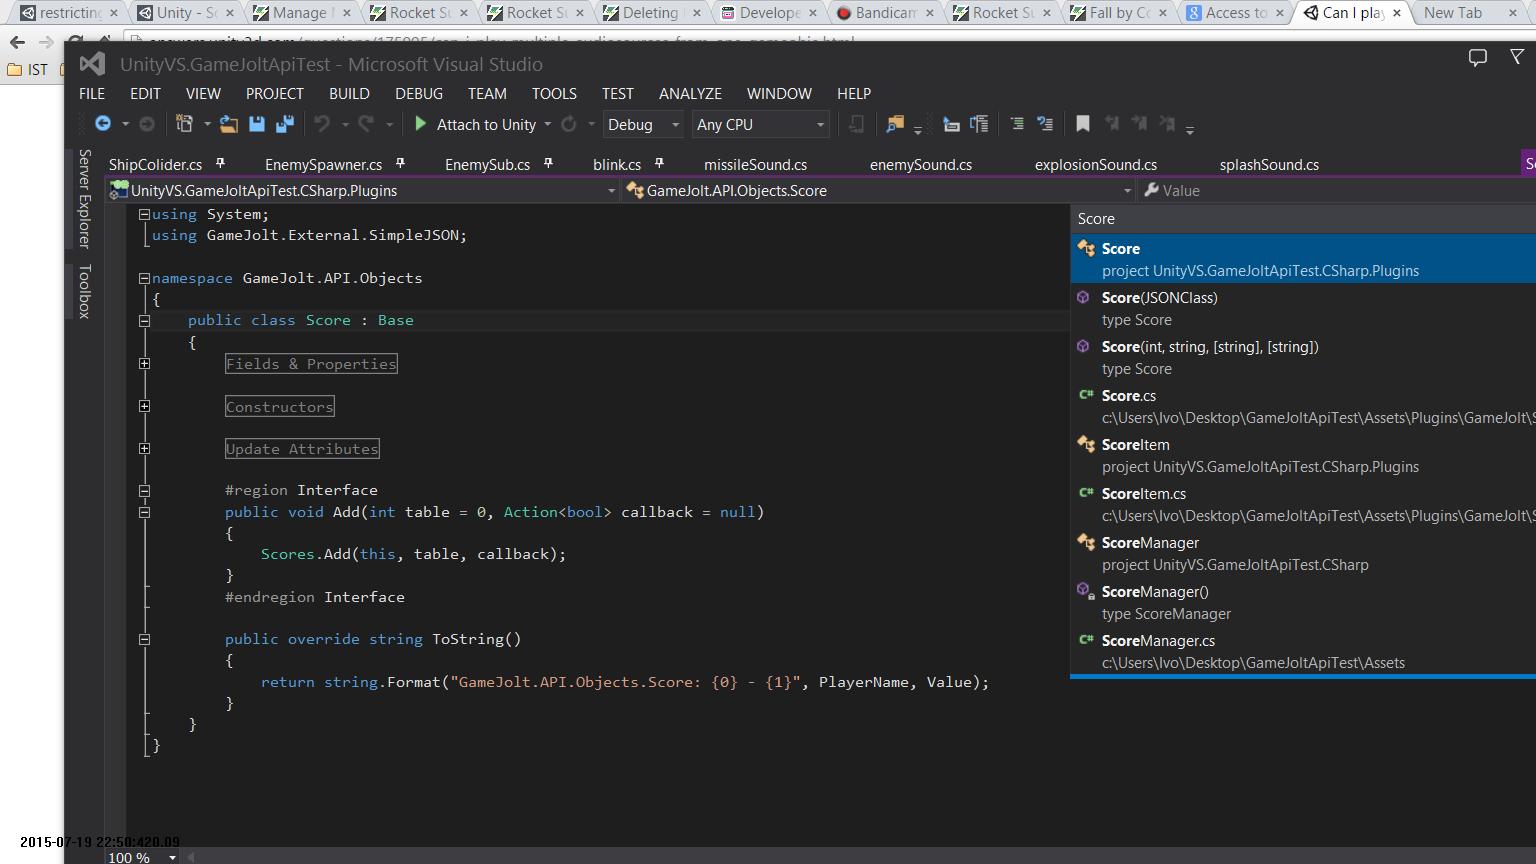 restricting
Unity - Sc
Manage
Rocket Su
Rocket Su
Deleting
Develope
Bandicam
Rocket Su
Fall by Co
Access to
Can I play
New Tab
IST
UnityVS.GameJoltApiTest - Microsoft Visual Studio
FILE EDIT VIEW PROJECT BUILD DEBUG TEAM TOOLS TEST ANALYZE WINDOW HELP
Attach to Unity Debug Any CPU
Server Explorer
Toolbox
ShipColider.cs EnemySpawner.cs EnemySub.cs blink.cs missileSound.cs enemySound.cs explosionSound.cs splashSound.cs
UnityVS.GameJoltApiTest.CSharp.Plugins GameJolt.API.Objects.Score Value
using System;
using GameJolt.External.SimpleJSON;
namespace GameJolt.API.Objects
{
public class Score : Base
{
Fields & Properties
Constructors
Update Attributes
#region Interface
public void Add(int table = 0, Action<bool> callback = null)
{
Scores.Add(this, table, callback);
}
#endregion Interface
public override string ToString()
{
return string.Format("GameJolt.API.Objects.Score: {0} - {1}", PlayerName, Value);
}
}
}
Score
Score
project UnityVS.GameJoltApiTest.CSharp.Plugins
Score(JSONClass)
type Score
Score(int, string, [string], [string])
type Score
Score.cs
c:\Users\Ivo\Desktop\GameJoltApiTest\Assets\Plugins\GameJolt\S
ScoreItem
project UnityVS.GameJoltApiTest.CSharp.Plugins
ScoreItem.cs
c:\Users\Ivo\Desktop\GameJoltApiTest\Assets\Plugins\GameJolt\S
ScoreManager
project UnityVS.GameJoltApiTest.CSharp
ScoreManager()
type ScoreManager
ScoreManager.cs
c:\Users\Ivo\Desktop\GameJoltApiTest\Assets
2015-07-19 22:50:420.09
100 %